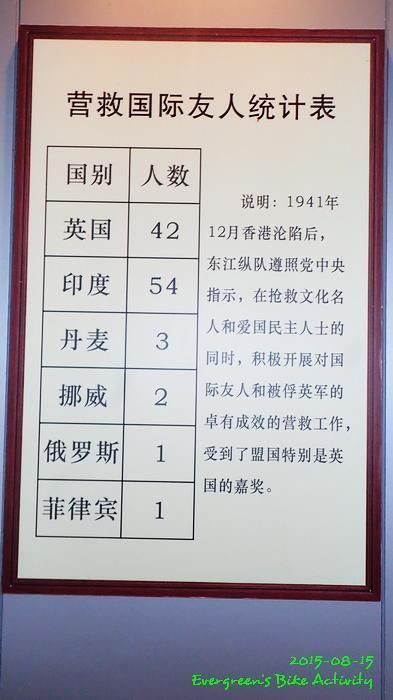 营救国际友人统计表
国别 人数
英国 42
印度 54
丹麦 3
挪威 2
俄罗斯 1
菲律宾 1
说明：1941年
12月香港沦陷后，
东江纵队遵照党中央
指示，在抢救文化名
人和爱国民主人士的
同时，积极开展对国
际友人和被俘英军的
卓有成效的营救工作，
受到了盟国特别是英
国的嘉奖。
2015-08-15
Evergreen's Bike Activity